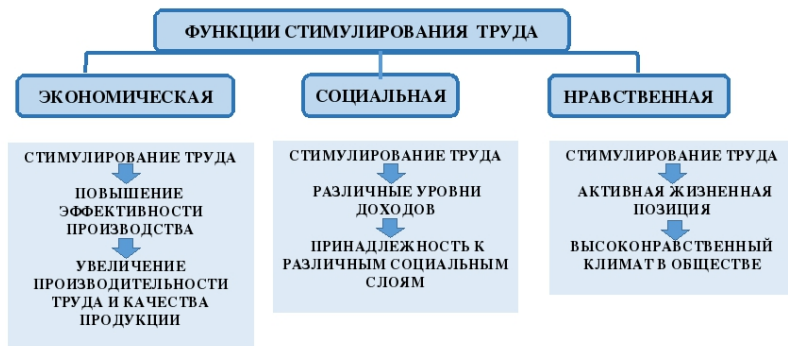 ФУНКЦИИ СТИМУЛИРОВАНИЯ ТРУДА
ЭКОНОМИЧЕСКАЯ
СОЦИАЛЬНАЯ
НРАВСТВЕННАЯ
СТИМУЛИРОВАНИЕ ТРУДА
ПОВЫШЕНИЕ
ЭФФЕКТИВНОСТИ
ПРОИЗВОДСТВА
УВЕЛИЧЕНИЕ
ПРОИЗВОДИТЕЛЬНОСТИ
ТРУДА И КАЧЕСТВА
ПРОДУКЦИИ
СТИМУЛИРОВАНИЕ ТРУДА
РАЗЛИЧНЫЕ УРОВНИ
ДОХОДОВ
ПРИНАДЛЕЖНОСТЬ К
РАЗЛИЧНЫМ СОЦИАЛЬНЫМ
СЛОЯМ
СТИМУЛИРОВАНИЕ ТРУДА
АКТИВНАЯ ЖИЗНЕННАЯ
ПОЗИЦИЯ
ВЫСОКОНРАВСТВЕННЫЙ
КЛИМАТ В ОБЩЕСТВЕ